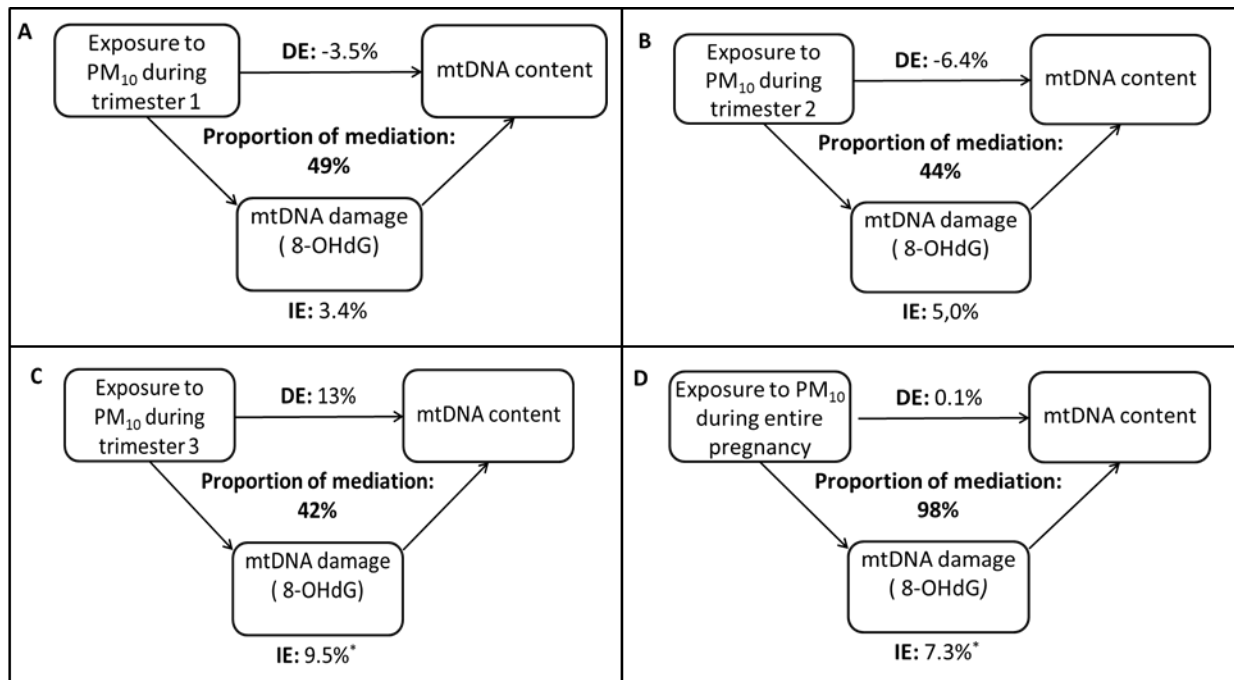 A
Exposure to
PM₁₀ during
trimester 1
DE: -3.5%
mtDNA content
Proportion of mediation:
49%
mtDNA damage
( 8-OHdG)
IE: 3.4%
B
Exposure to
PM₁₀ during
trimester 2
DE: -6.4%
mtDNA content
Proportion of mediation:
44%
mtDNA damage
( 8-OHdG)
IE: 5,0%
C
Exposure to
PM₁₀ during
trimester 3
DE: 13%
mtDNA content
Proportion of mediation:
42%
mtDNA damage
( 8-OHdG)
IE: 9.5%*
D
Exposure to PM₁₀
during entire
pregnancy
DE: 0.1%
mtDNA content
Proportion of mediation:
98%
mtDNA damage
( 8-OHdG)
IE: 7.3%*